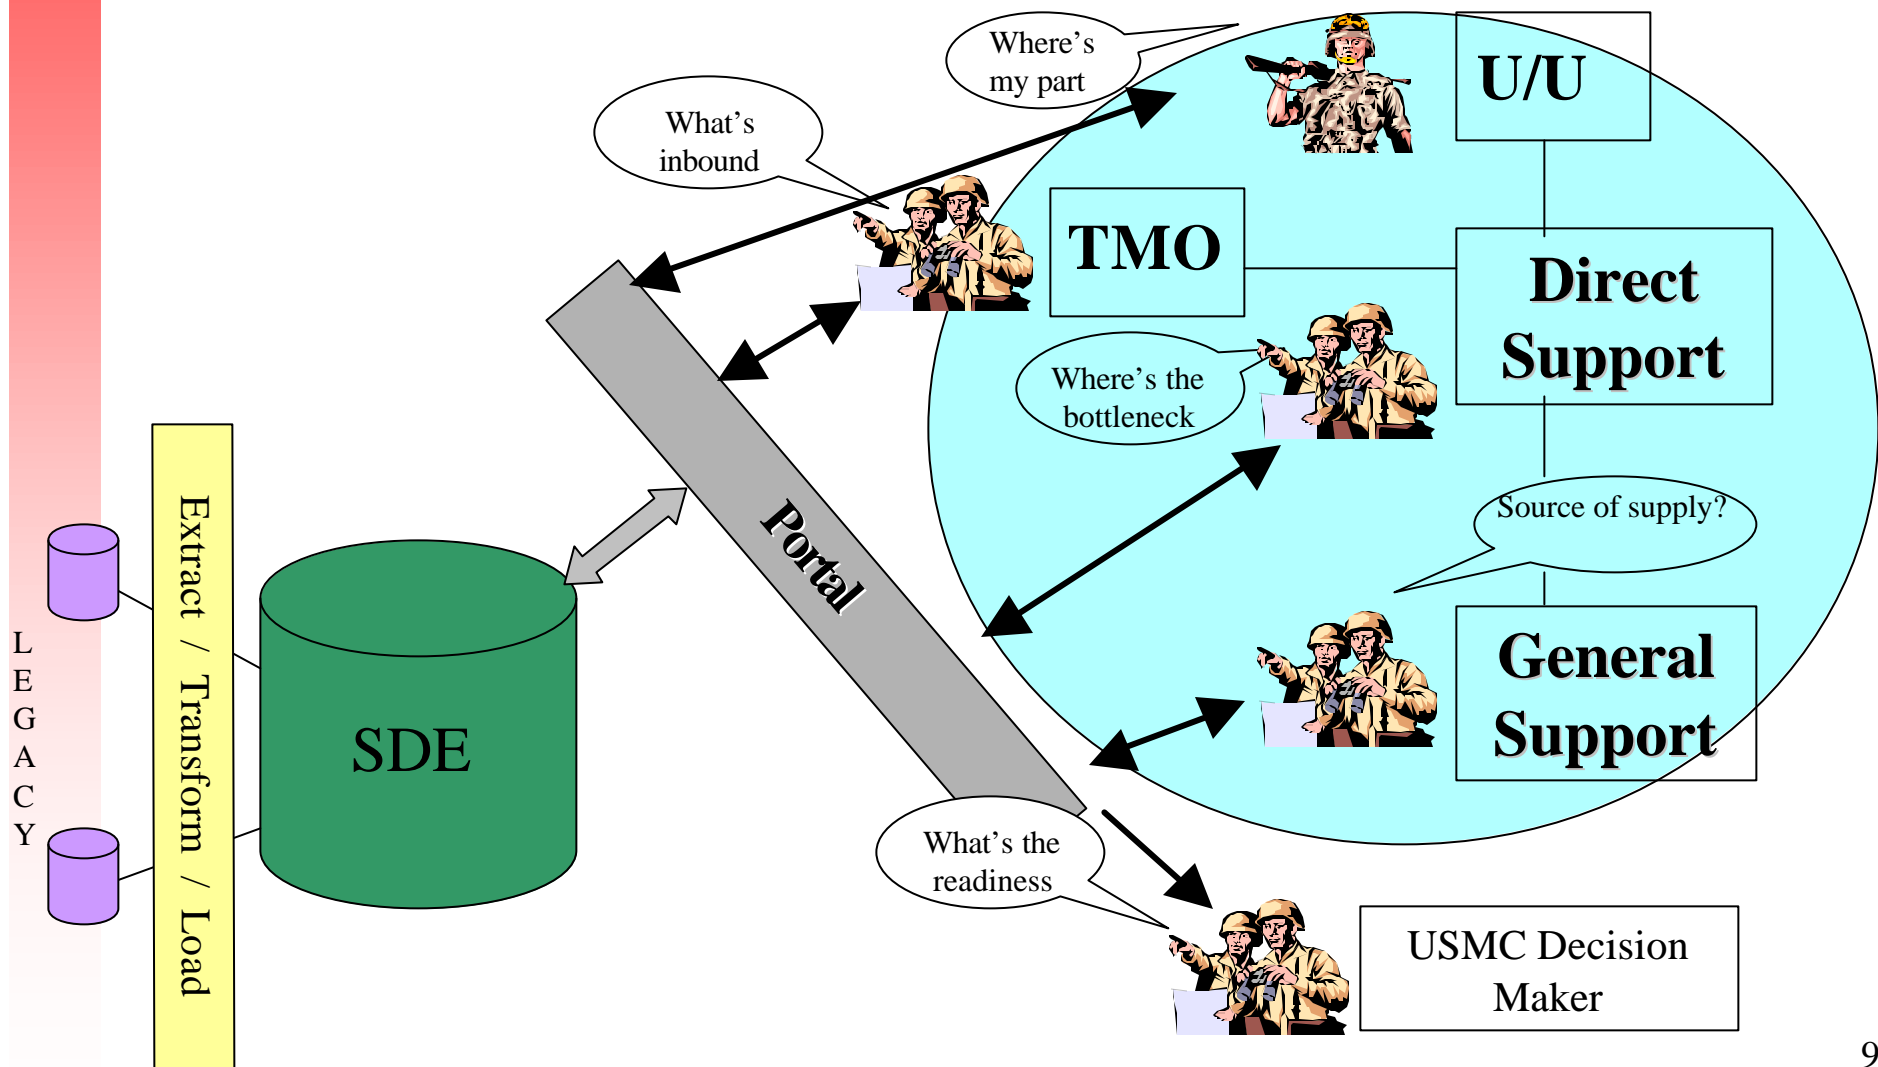 Where's
my part
U/U
What's
inbound
TMO
Direct
Support
Where's the
bottleneck
Source of supply?
Portal
Extract / Transform / Load
LEGACY
SDE
General
Support
What's the
readiness
USMC Decision
Maker
9